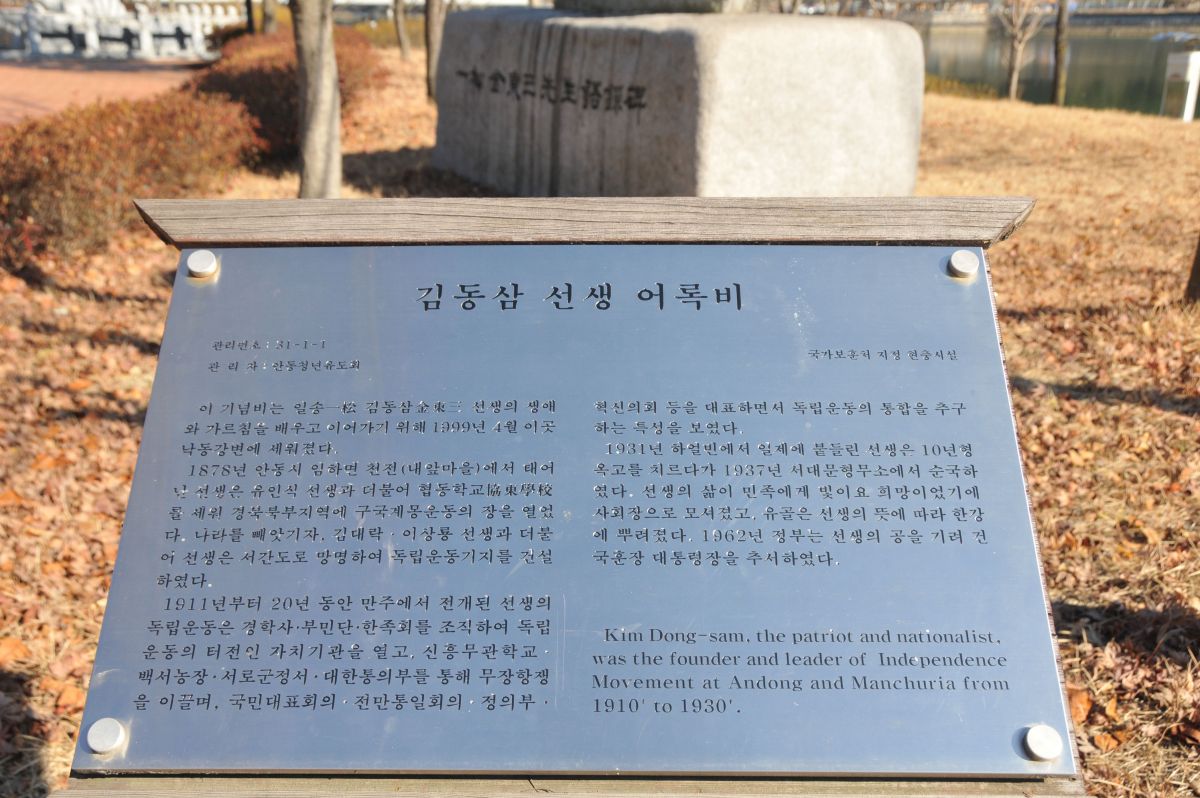 一松 金東三先生語錄碑
김동삼 선생 어록비
관리번호 : 31-1-1
관 리 자 : 안동청년유도회
국가보훈처 지정 현충시설
이 기념비는 일송一松 김동삼金東三 선생의 생애
와 가르침을 배우고 이어가기 위해 1999년 4월 이곳
낙동강변에 세워졌다.
1878년 안동시 임하면 천전(내앞마을)에서 태어
난 선생은 유인식 선생과 더불어 협동학교協東學校
를 세워 경북북부지역에 구국계몽운동의 장을 열었
다. 나라를 빼앗기자, 김대락 · 이상룡 선생과 더불
어 선생은 서간도로 망명하여 독립운동기지를 건설
하였다.
1911년부터 20년 동안 만주에서 전개된 선생의
독립운동은 경학사·부민단·한족회를 조직하여 독립
운동의 터전인 가치기관을 열고, 신흥무관학교 ·
백서농장 · 서로군정서 · 대한통의부를 통해 무장항쟁
을 이끌며, 국민대표회의 · 전만통일회의 · 정의부 ·
혁신의회 등을 대표하면서 독립운동의 통합을 추구
하는 특성을 보였다.
1931년 하얼빈에서 일제에 붙들린 선생은 10년형
옥고를 치르다가 1937년 서대문형무소에서 순국하
였다. 선생의 삶이 민족에게 빛이요 희망이었기에
사회장으로 모셔졌고, 유골은 선생의 뜻에 따라 한강
에 뿌려졌다. 1962년 정부는 선생의 공을 기려 건
국훈장 대통령장을 추서하였다.
Kim Dong-sam, the patriot and nationalist,
was the founder and leader of Independence
Movement at Andong and Manchuria from
1910' to 1930'.